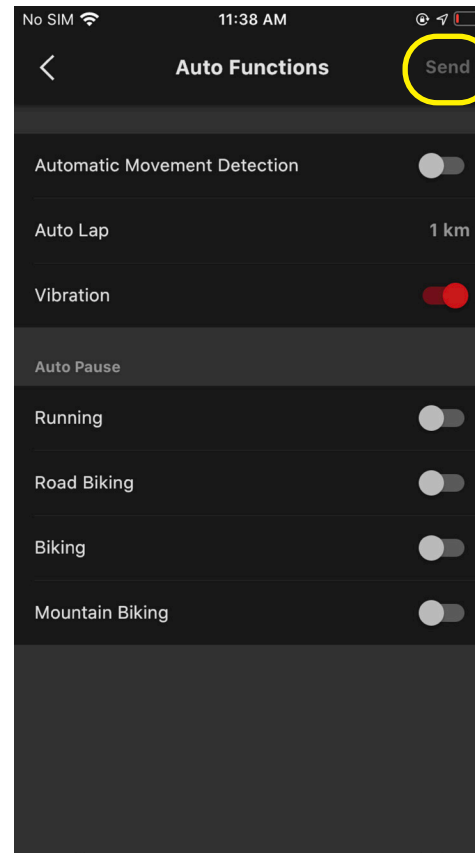 No SIM 11:38 AM
Auto Functions Send
Automatic Movement Detection
Auto Lap 1 km
Vibration
Auto Pause
Running
Road Biking
Biking
Mountain Biking